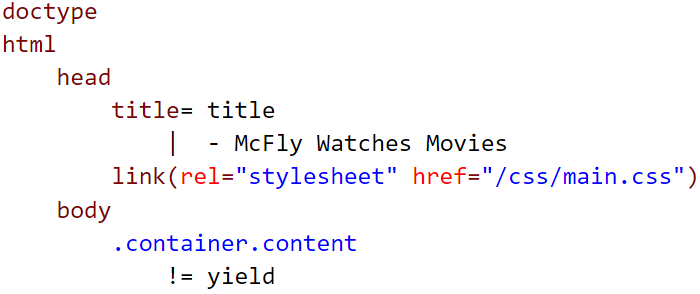 doctype
html
    head
        title= title
            |  - McFly Watches Movies
        link(rel="stylesheet" href="/css/main.css")
    body
        .container.content
            != yield